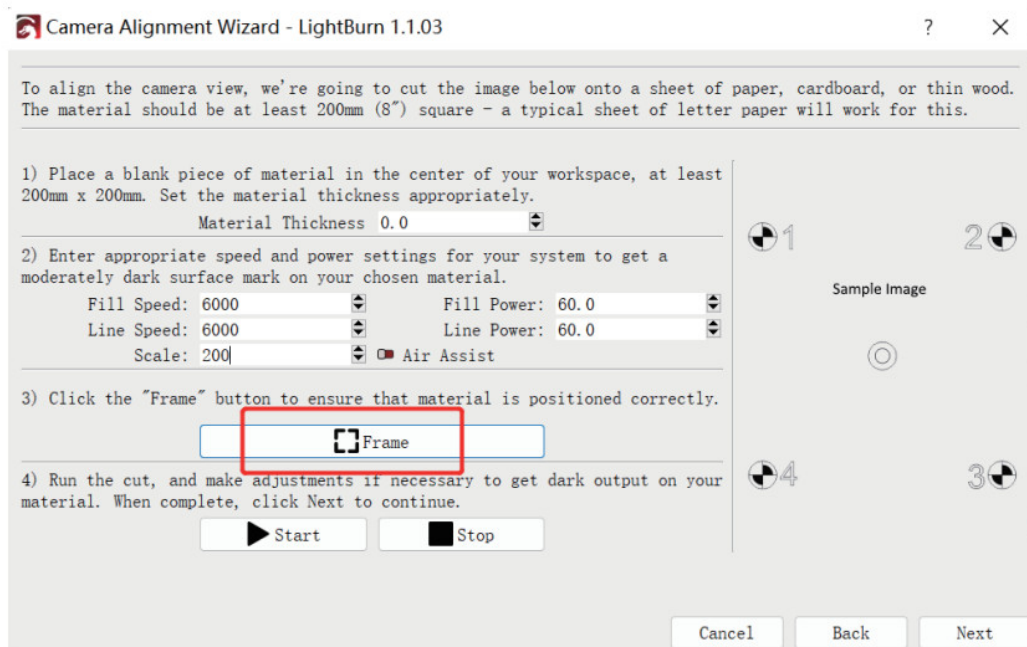 Camera Alignment Wizard - LightBurn 1.1.03
?
To align the camera view, we're going to cut the image below onto a sheet of paper, cardboard, or thin wood.
The material should be at least 200mm (8") square - a typical sheet of letter paper will work for this.
1) Place a blank piece of material in the center of your workspace, at least
200mm x 200mm. Set the material thickness appropriately.
Material Thickness 0.0
2) Enter appropriate speed and power settings for your system to get a
moderately dark surface mark on your chosen material.
Fill Speed: 6000 Fill Power: 60.0
Line Speed: 6000 Line Power: 60.0
Scale: 200 Air Assist
3) Click the "Frame" button to ensure that material is positioned correctly.
Frame
4) Run the cut, and make adjustments if necessary to get dark output on your
material. When complete, click Next to continue.
Start Stop
1 2
Sample Image
4 3
Cancel Back Next